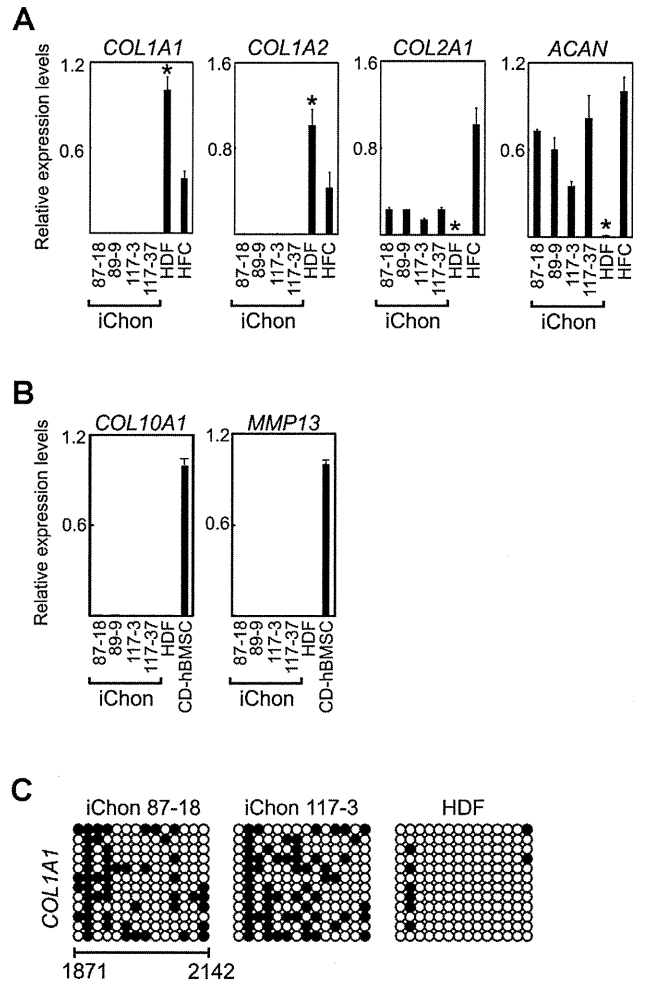 A
COL1A1 COL1A2 COL2A1 ACAN
Relative expression levels
1.2 1.6 1.6 1.2
0.6 0.8 0.8 0.6
* * * *
87-18 89-9 117-3 117-37 HDF HFC 87-18 89-9 117-3 117-37 HDF HFC 87-18 89-9 117-3 117-37 HDF HFC 87-18 89-9 117-3 117-37 HDF HFC
iChon iChon iChon iChon
B
COL10A1 MMP13
Relative expression levels
1.2 1.2
0.6 0.6
87-18 89-9 117-3 117-37 HDF CD-hBMSC 87-18 89-9 117-3 117-37 HDF CD-hBMSC
iChon iChon
C
iChon 87-18 iChon 117-3 HDF
COL1A1
1871 2142